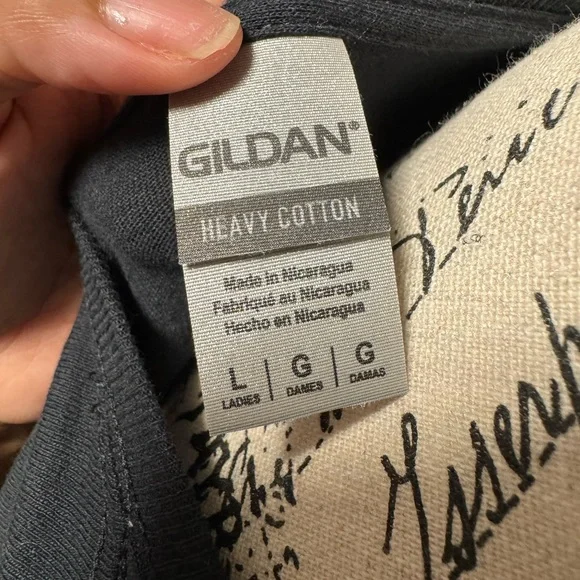 GILDAN®
HEAVY COTTON
Made in Nicaragua
Fabriqué au Nicaragua
Hecho en Nicaragua
L | G | G
LADIES | DAMES | DAMAS